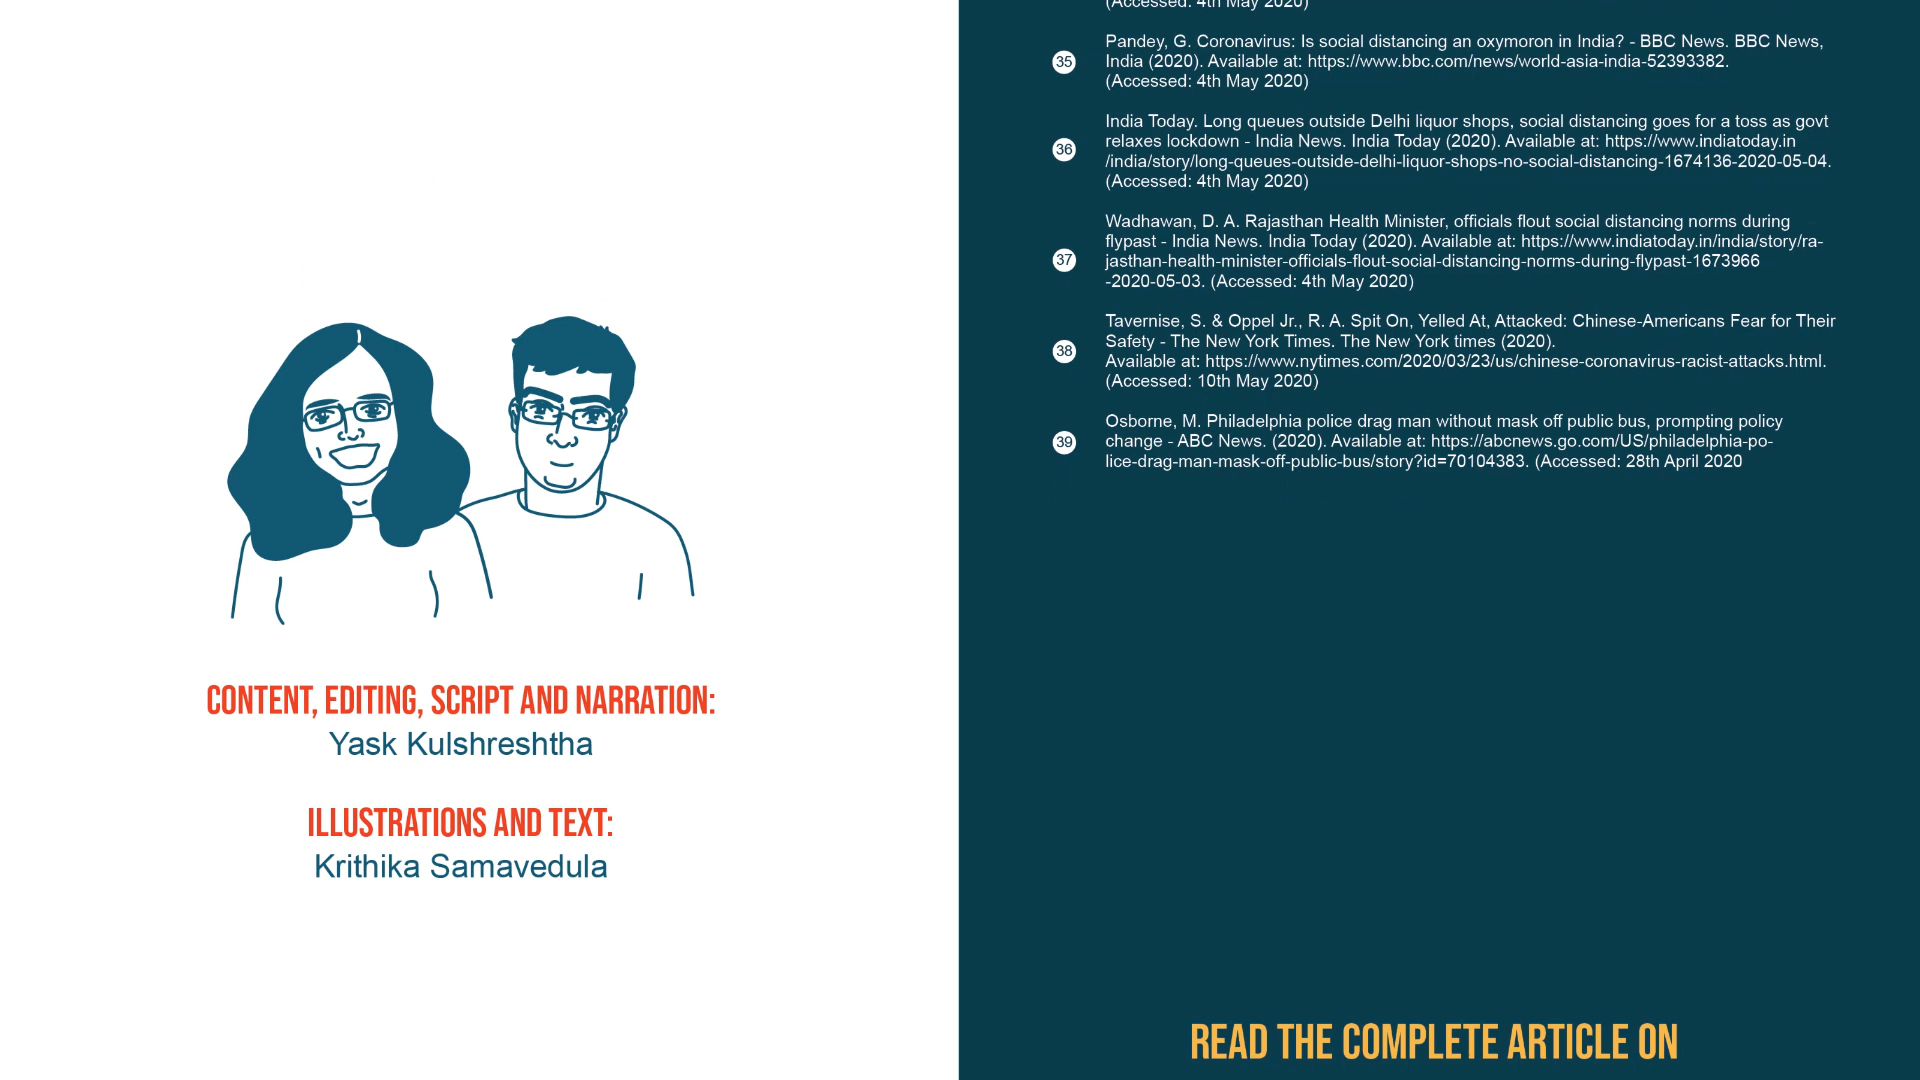 CONTENT, EDITING, SCRIPT AND NARRATION:
Yask Kulshreshtha
ILLUSTRATIONS AND TEXT:
Krithika Samavedula
(Accessed: 4th May 2020)
35
Pandey, G. Coronavirus: Is social distancing an oxymoron in India? - BBC News. BBC News,
India (2020). Available at: https://www.bbc.com/news/world-asia-india-52393382.
(Accessed: 4th May 2020)
36
India Today. Long queues outside Delhi liquor shops, social distancing goes for a toss as govt
relaxes lockdown - India News. India Today (2020). Available at: https://www.indiatoday.in
/india/story/long-queues-outside-delhi-liquor-shops-no-social-distancing-1674136-2020-05-04.
(Accessed: 4th May 2020)
37
Wadhawan, D. A. Rajasthan Health Minister, officials flout social distancing norms during
flypast - India News. India Today (2020). Available at: https://www.indiatoday.in/india/story/ra-
jasthan-health-minister-officials-flout-social-distancing-norms-during-flypast-1673966
-2020-05-03. (Accessed: 4th May 2020)
38
Tavernise, S. & Oppel Jr., R. A. Spit On, Yelled At, Attacked: Chinese-Americans Fear for Their
Safety - The New York Times. The New York times (2020).
Available at: https://www.nytimes.com/2020/03/23/us/chinese-coronavirus-racist-attacks.html.
(Accessed: 10th May 2020)
39
Osborne, M. Philadelphia police drag man without mask off public bus, prompting policy
change - ABC News. (2020). Available at: https://abcnews.go.com/US/philadelphia-po-
lice-drag-man-mask-off-public-bus/story?id=70104383. (Accessed: 28th April 2020
READ THE COMPLETE ARTICLE ON